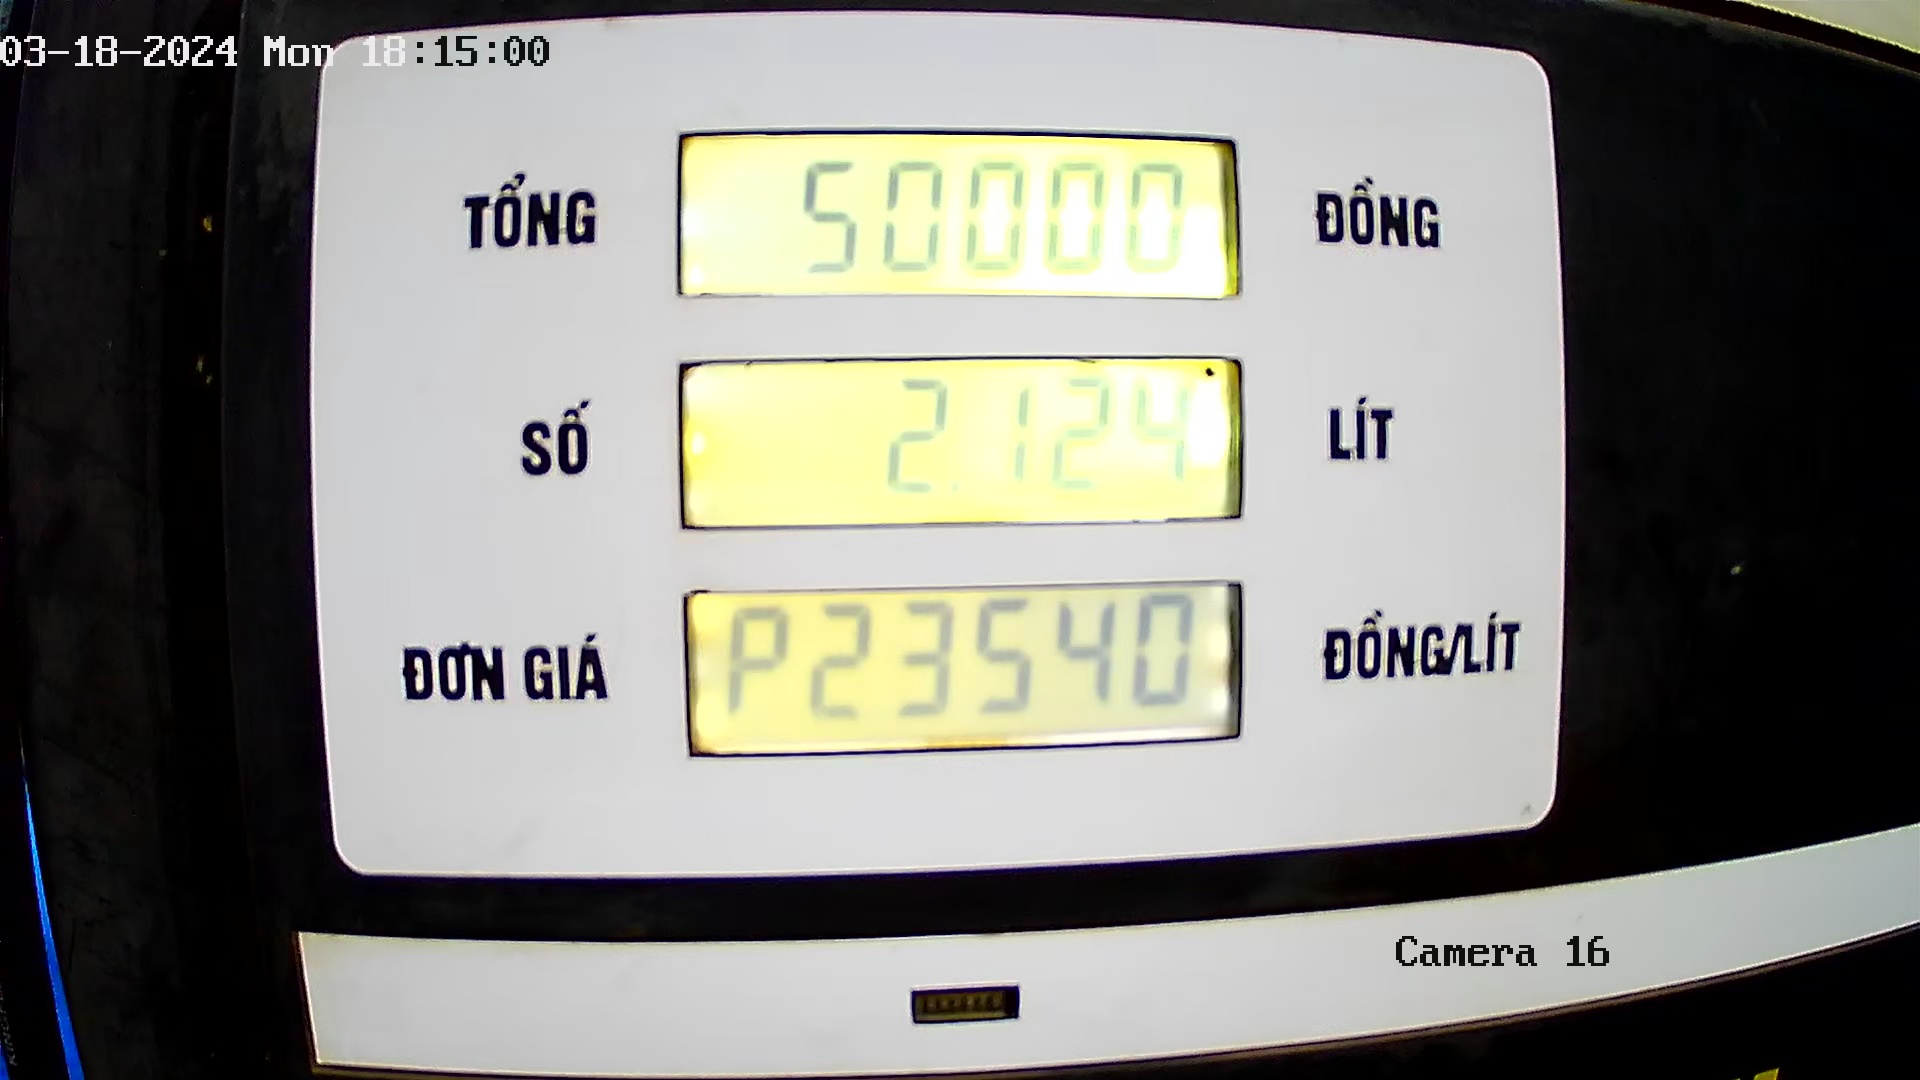 03-18-2024 Mon 18:15:00
TỔNG 50000 ĐỒNG
SỐ 2.124 LÍT
ĐƠN GIÁ P23540 ĐỒNG/LÍT
Camera 16